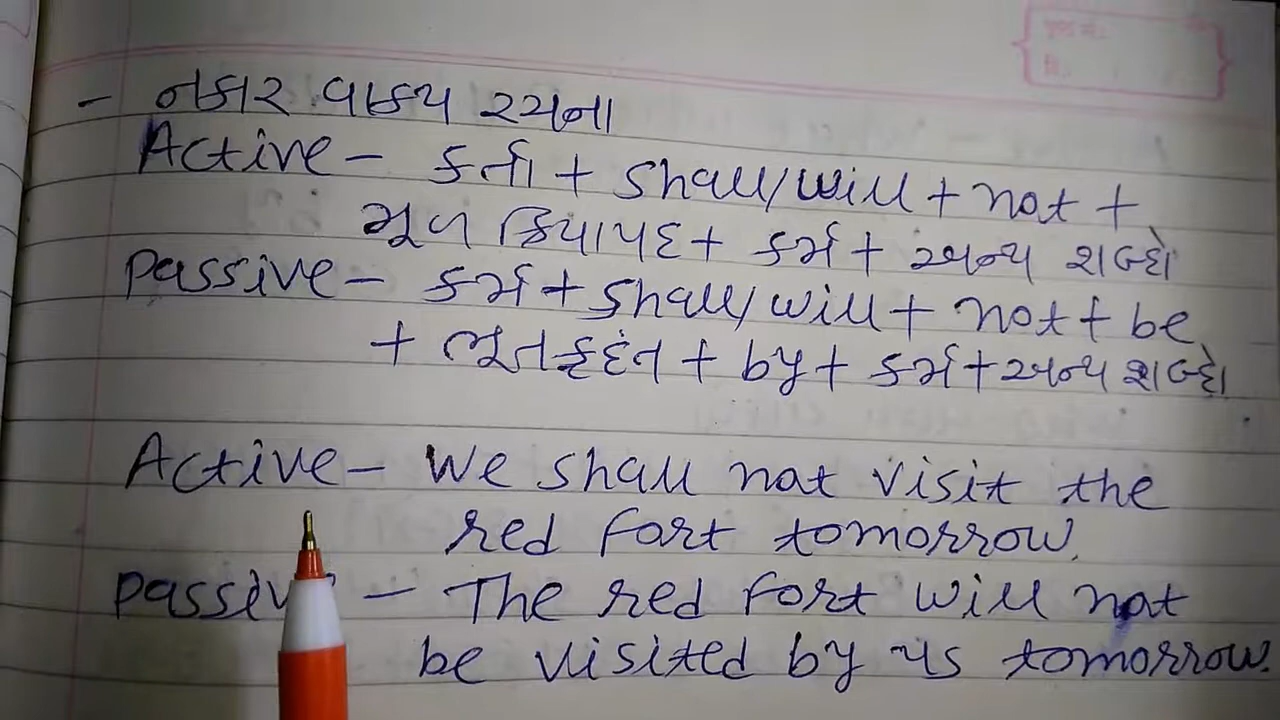 - નકાર વાક્ય રચના
Active - કર્તા + shall/will + not +
મૂળ ક્રિયાપદ + કર્મ + અન્ય શબ્દો
passive - કર્મ + shall/will + not + be
+ ભૂતકૃદંત + by + કર્મ + અન્ય શબ્દો
Active - We shall not visit the
red fort tomorrow.
passive - The red fort will not
be visited by us tomorrow.